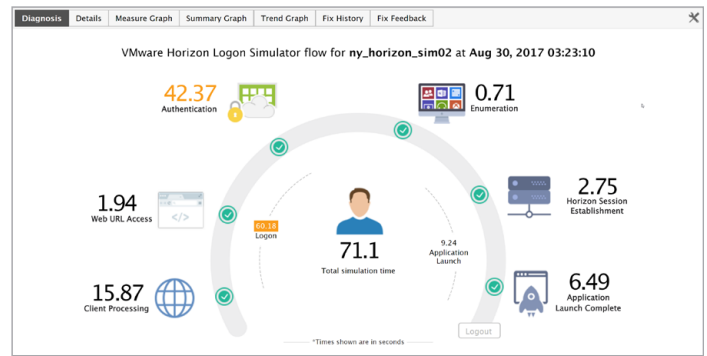 Diagnosis Details Measure Graph Summary Graph Trend Graph Fix History Fix Feedback
VMware Horizon Logon Simulator flow for ny_horizon_sim02 at Aug 30, 2017 03:23:10
42.37
Authentication
0.71
Enumeration
1.94
Web URL Access
</>
2.75
Horizon Session
Establishment
60.18
Logon
71.1
Total simulation time
9.24
Application
Launch
15.87
Client Processing
6.49
Application
Launch Complete
Logout
*Times shown are in seconds